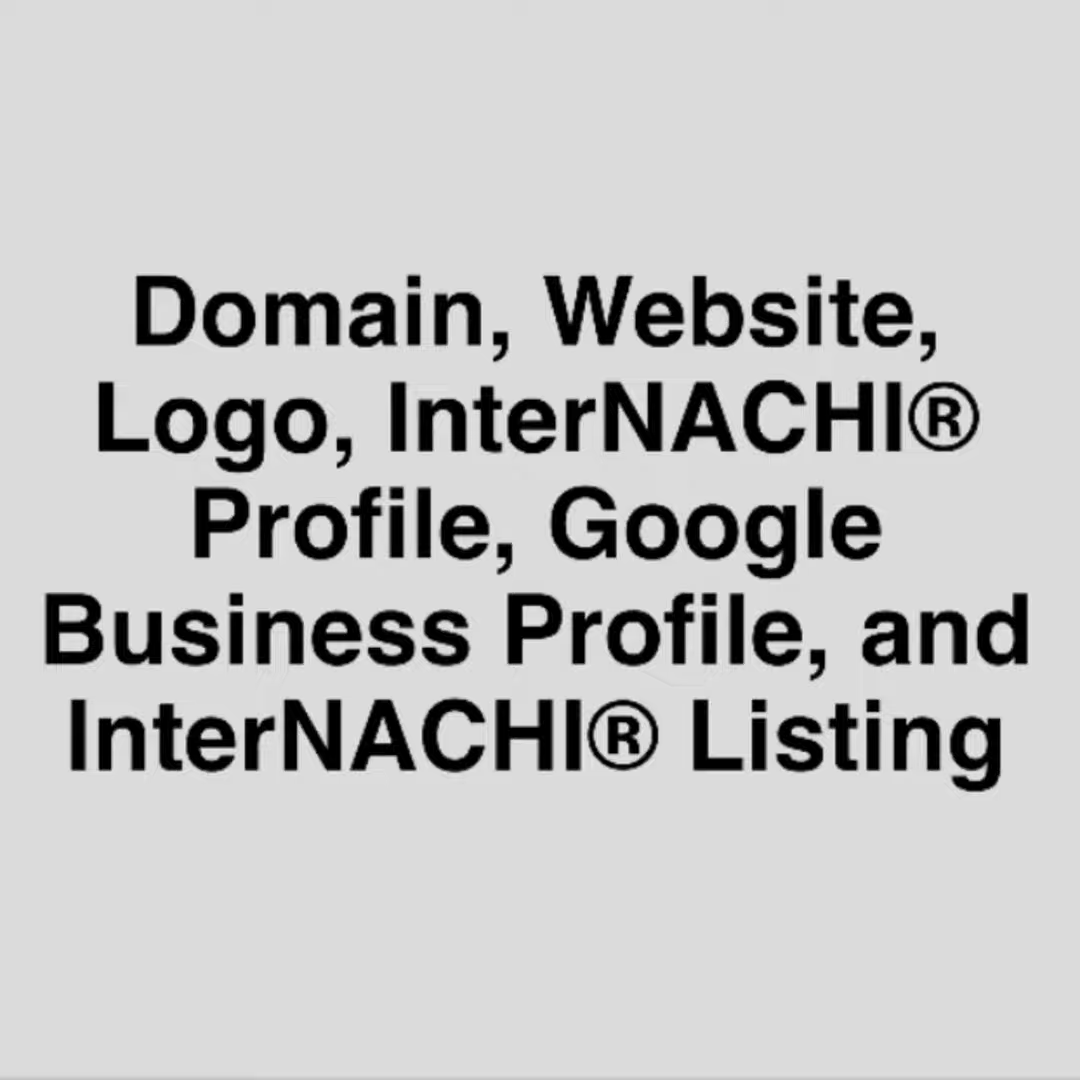 Domain, Website,
Logo, InterNACHI®
Profile, Google
Business Profile, and
InterNACHI® Listing